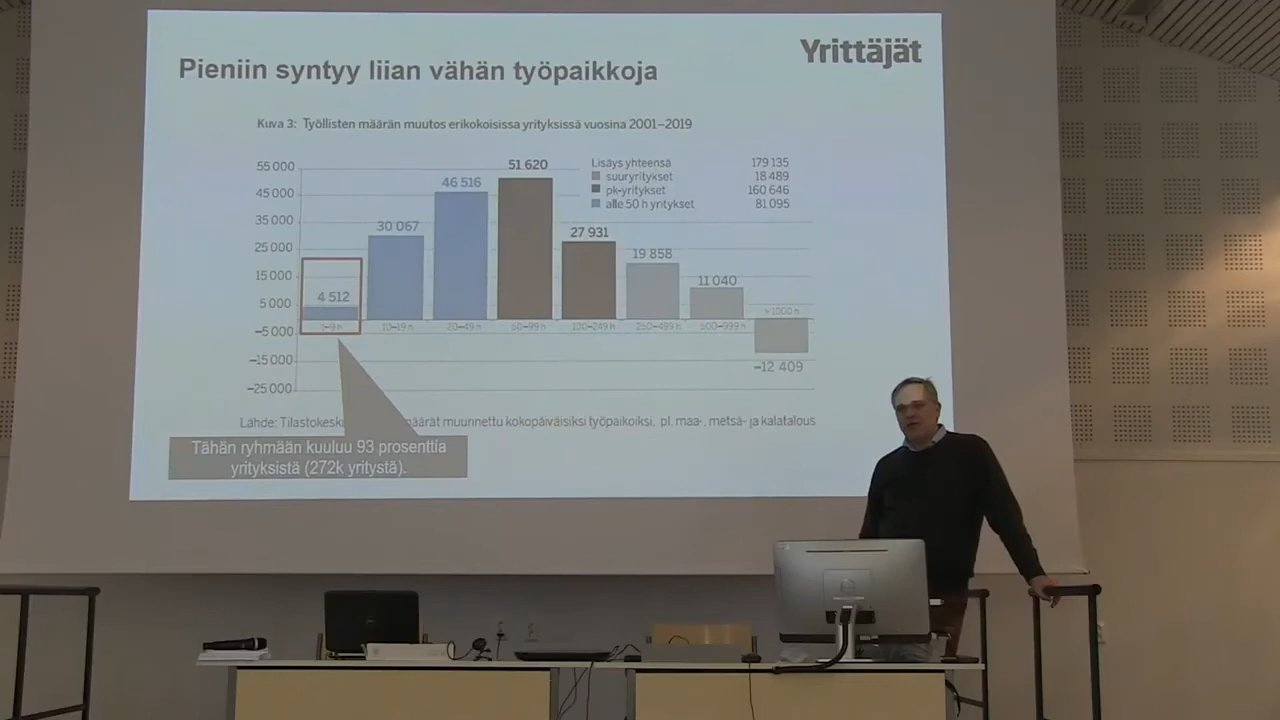 Yrittäjät
Pieniin syntyy liian vähän työpaikkoja
Kuva 3: Työllisten määrän muutos erikokoisissa yrityksissä vuosina 2001–2019
Lisäys yhteensä 179 135
suuryritykset 18 489
pk-yritykset 160 646
alle 50 h yritykset 81 095
55 000
45 000
35 000
25 000
15 000
5 000
–5 000
–15 000
–25 000
4 512
30 067
46 516
51 620
27 931
19 858
11 040
–12 409
10–19 h
20–49 h
50–99 h
100–249 h
250–499 h
500–999 h
>1000 h
Lähde: Tilastokesk määrät muunnettu kokopäiväisiksi työpaikoiksi, pl. maa-, metsä- ja kalatalous
Tähän ryhmään kuuluu 93 prosenttia
yrityksistä (272k yritystä).